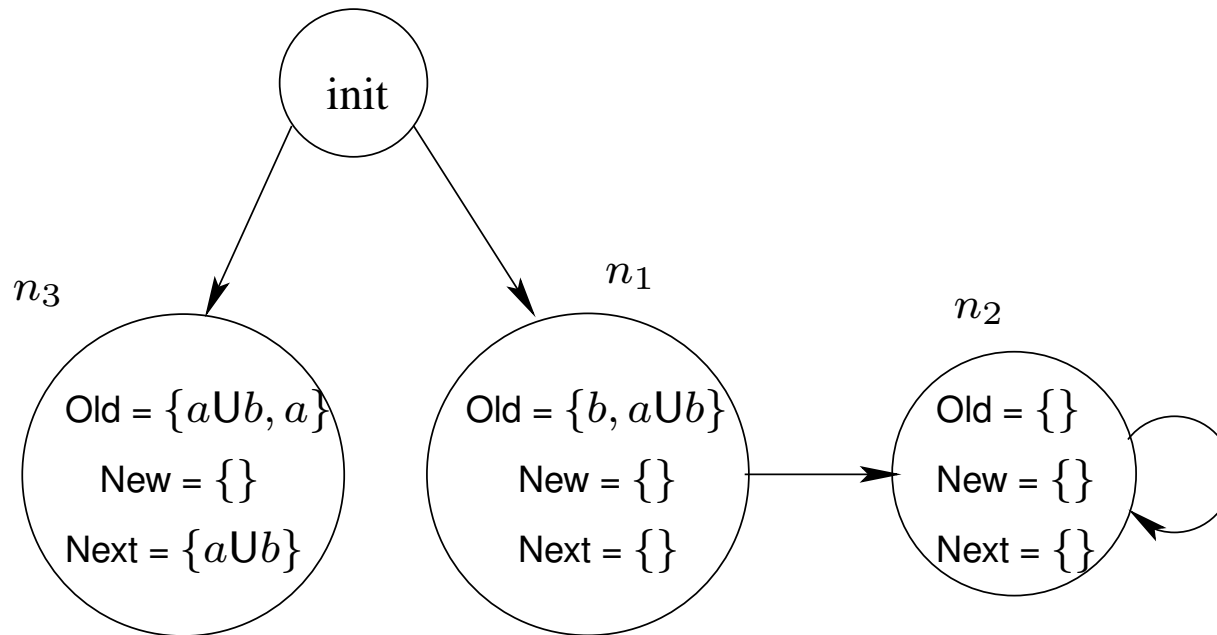 init
n₃
n₁
n₂
Old = {aUb, a}
New = {}
Next = {aUb}
Old = {b, aUb}
New = {}
Next = {}
Old = {}
New = {}
Next = {}